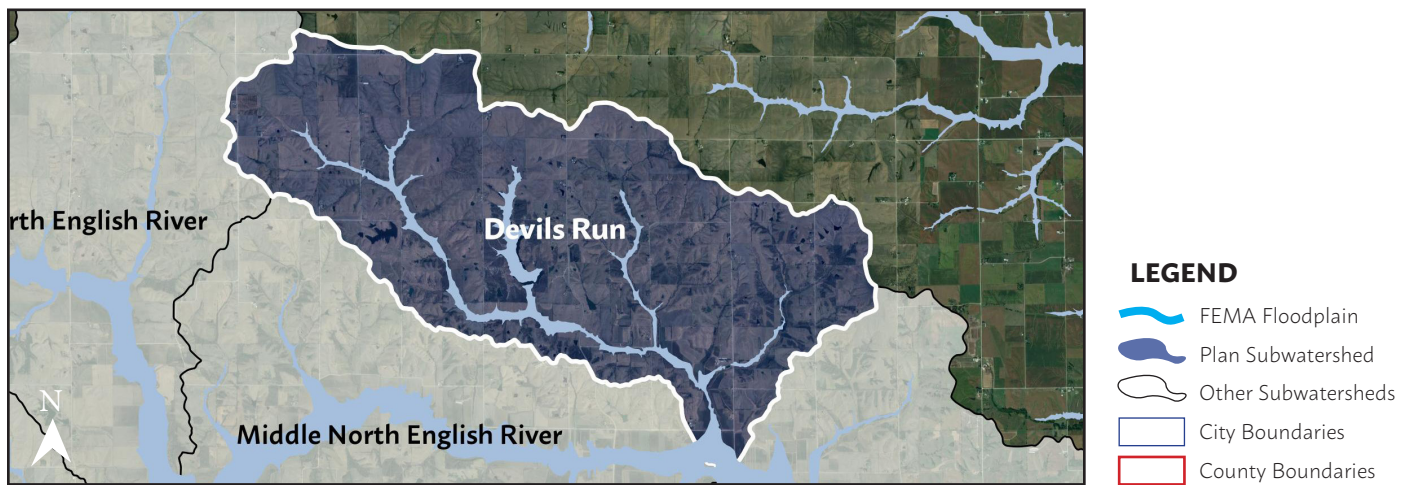 rth English River
Devils Run
Middle North English River
N
LEGEND
FEMA Floodplain
Plan Subwatershed
Other Subwatersheds
City Boundaries
County Boundaries